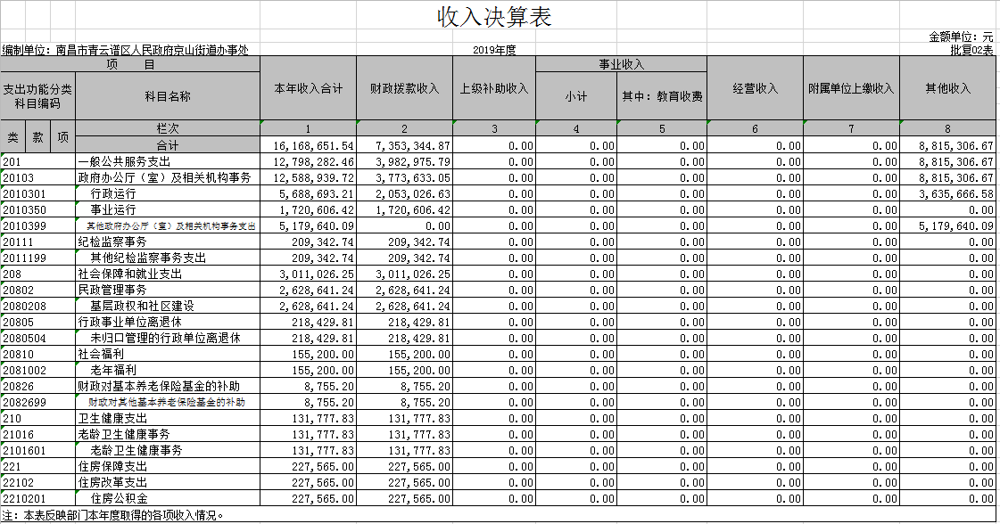 收入决算表
金额单位：元
编制单位：南昌市青云谱区人民政府京山街道办事处 2019年度 批复02表
项 目 本年收入合计 财政拨款收入 上级补助收入 事业收入 经营收入 附属单位上缴收入 其他收入
支出功能分类科目编码 科目名称 小计 其中：教育收费
类 款 项 栏次 1 2 3 4 5 6 7 8
合计 16,168,651.54 7,353,344.87 0.00 0.00 0.00 0.00 0.00 8,815,306.67
201 一般公共服务支出 12,798,282.46 3,982,975.79 0.00 0.00 0.00 0.00 0.00 8,815,306.67
20103 政府办公厅（室）及相关机构事务 12,588,939.72 3,773,633.05 0.00 0.00 0.00 0.00 0.00 8,815,306.67
2010301 行政运行 5,688,693.21 2,053,026.63 0.00 0.00 0.00 0.00 0.00 3,635,666.58
2010350 事业运行 1,720,606.42 1,720,606.42 0.00 0.00 0.00 0.00 0.00 0.00
2010399 其他政府办公厅（室）及相关机构事务支出 5,179,640.09 0.00 0.00 0.00 0.00 0.00 0.00 5,179,640.09
20111 纪检监察事务 209,342.74 209,342.74 0.00 0.00 0.00 0.00 0.00 0.00
2011199 其他纪检监察事务支出 209,342.74 209,342.74 0.00 0.00 0.00 0.00 0.00 0.00
208 社会保障和就业支出 3,011,026.25 3,011,026.25 0.00 0.00 0.00 0.00 0.00 0.00
20802 民政管理事务 2,628,641.24 2,628,641.24 0.00 0.00 0.00 0.00 0.00 0.00
2080208 基层政权和社区建设 2,628,641.24 2,628,641.24 0.00 0.00 0.00 0.00 0.00 0.00
20805 行政事业单位离退休 218,429.81 218,429.81 0.00 0.00 0.00 0.00 0.00 0.00
2080504 未归口管理的行政单位离退休 218,429.81 218,429.81 0.00 0.00 0.00 0.00 0.00 0.00
20810 社会福利 155,200.00 155,200.00 0.00 0.00 0.00 0.00 0.00 0.00
2081002 老年福利 155,200.00 155,200.00 0.00 0.00 0.00 0.00 0.00 0.00
20826 财政对基本养老保险基金的补助 8,755.20 8,755.20 0.00 0.00 0.00 0.00 0.00 0.00
2082699 财政对其他基本养老保险基金的补助 8,755.20 8,755.20 0.00 0.00 0.00 0.00 0.00 0.00
210 卫生健康支出 131,777.83 131,777.83 0.00 0.00 0.00 0.00 0.00 0.00
21016 老龄卫生健康事务 131,777.83 131,777.83 0.00 0.00 0.00 0.00 0.00 0.00
2101601 老龄卫生健康事务 131,777.83 131,777.83 0.00 0.00 0.00 0.00 0.00 0.00
221 住房保障支出 227,565.00 227,565.00 0.00 0.00 0.00 0.00 0.00 0.00
22102 住房改革支出 227,565.00 227,565.00 0.00 0.00 0.00 0.00 0.00 0.00
2210201 住房公积金 227,565.00 227,565.00 0.00 0.00 0.00 0.00 0.00 0.00
注：本表反映部门本年度取得的各项收入情况。